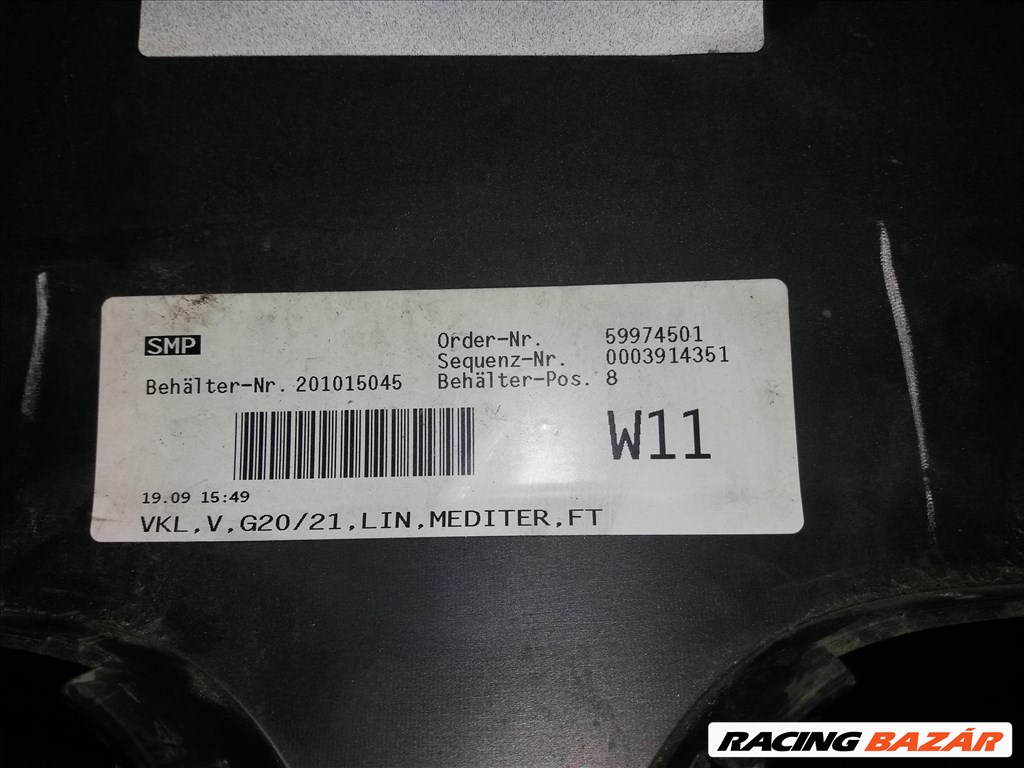 SMP
Order-Nr. 59974501
Sequenz-Nr. 0003914351
Behälter-Nr. 201015045 Behälter-Pos. 8
W11
19.09 15:49
VKL,V,G20/21,LIN,MEDITER,FT
RACING BAZÁR